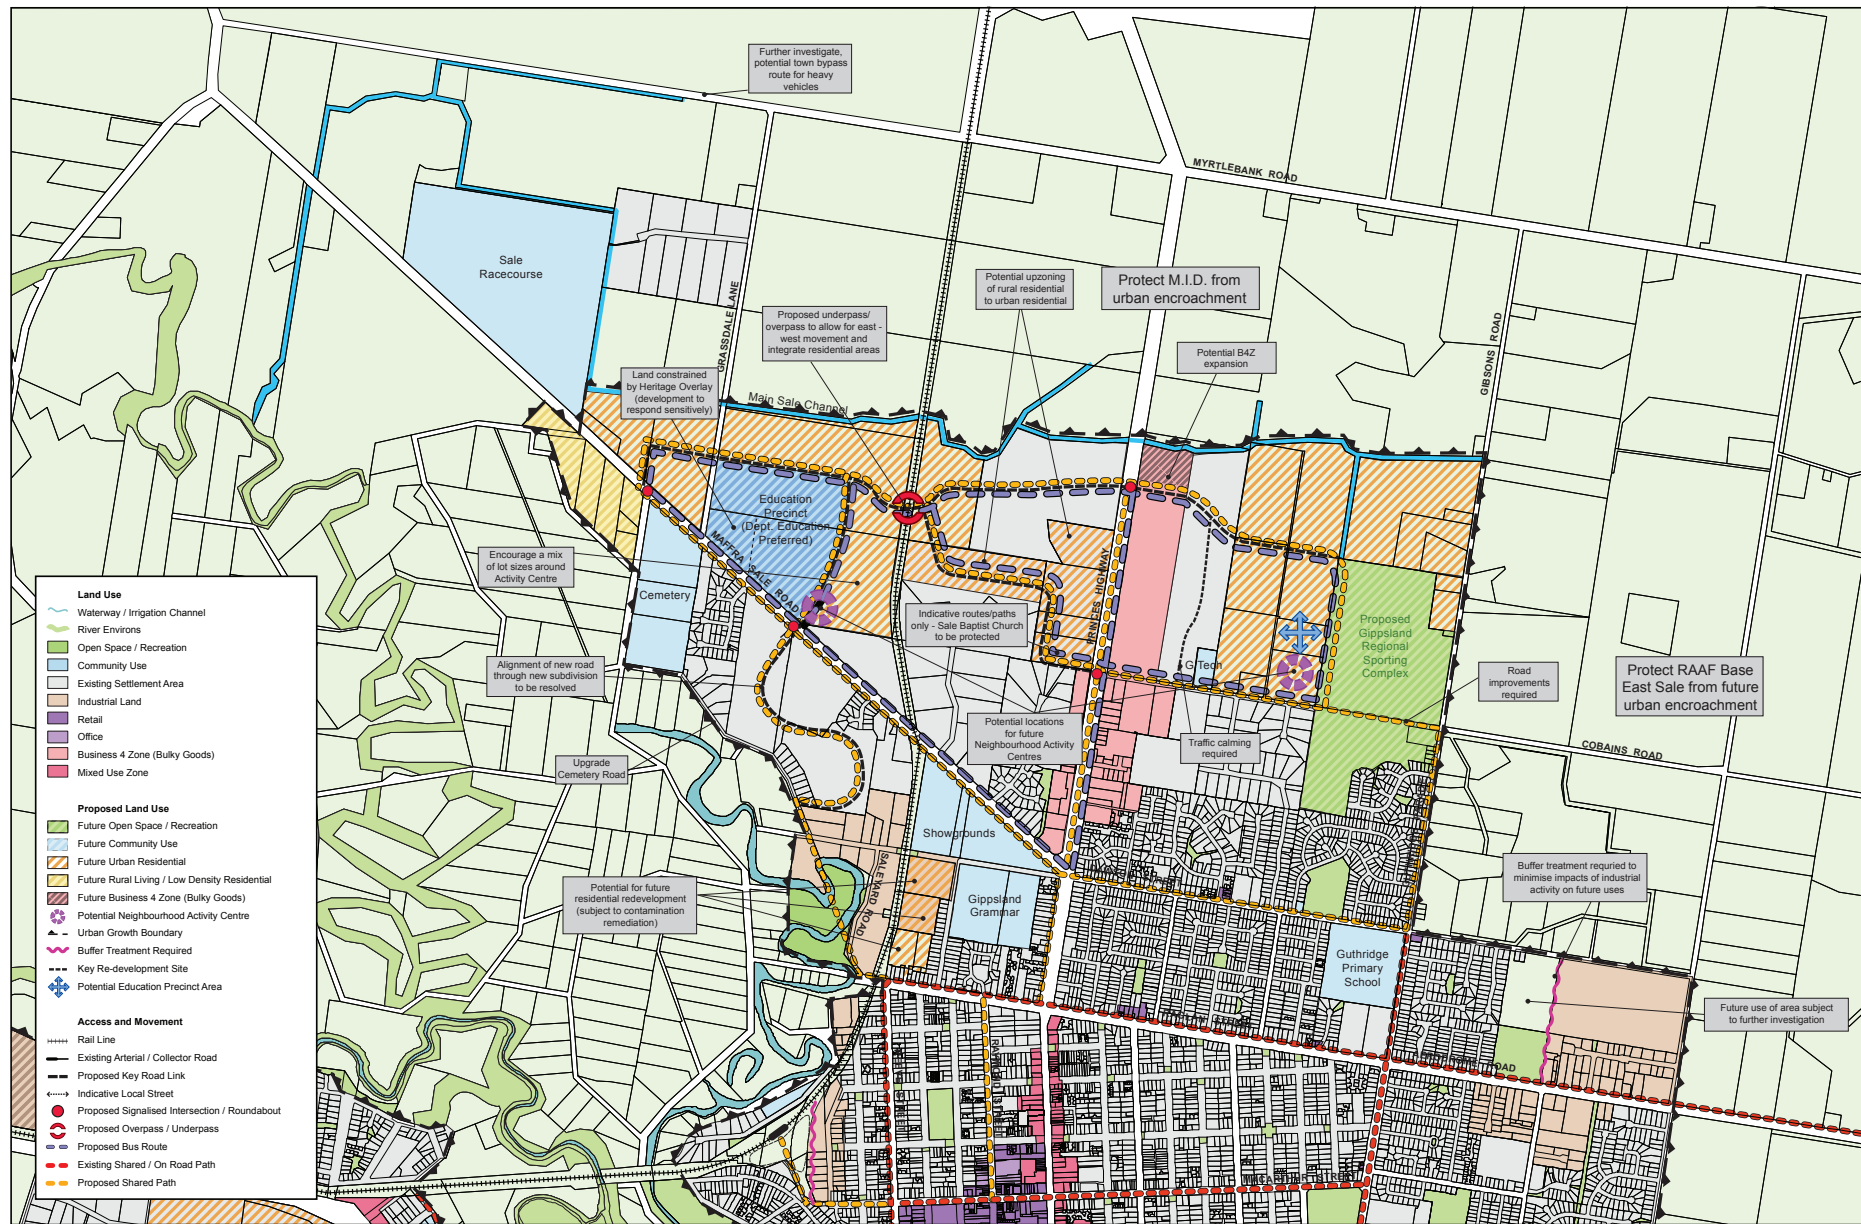 Further investigate,
potential town bypass
route for heavy
vehicles
MYRTLEBANK ROAD
Sale
Racecourse
GRASSDALE LANE
Potential upzoning
of rural residential
to urban residential
Protect M.I.D. from
urban encroachment
Proposed underpass/
overpass to allow for east -
west movement and
integrate residential areas
Potential B4Z
expansion
GIBSONS ROAD
Land constrained
by Heritage Overlay
(development to
respond sensitively)
Main Sale Channel
Education
Precinct
(Dept. Education
Preferred)
MAFFRA SALE ROAD
PRINCES HIGHWAY
Encourage a mix
of lot sizes around
Activity Centre
Cemetery
Indicative routes/paths
only - Sale Baptist Church
to be protected
Proposed
Gippsland
Regional
Sporting
Complex
G Tech
Alignment of new road
through new subdivision
to be resolved
Road
improvements
required
Protect RAAF Base
East Sale from future
urban encroachment
Potential locations
for future
Neighbourhood Activity
Centres
Traffic calming
required
COBAINS ROAD
Upgrade
Cemetery Road
Showgrounds
SALEYARD ROAD
Buffer treatment requried to
minimise impacts of industrial
activity on future uses
Potential for future
residential redevelopment
(subject to contamination
remediation)
Gippsland
Grammar
Guthridge
Primary
School
Future use of area subject
to further investigation
Land Use
Waterway / Irrigation Channel
River Environs
Open Space / Recreation
Community Use
Existing Settlement Area
Industrial Land
Retail
Office
Business 4 Zone (Bulky Goods)
Mixed Use Zone
Proposed Land Use
Future Open Space / Recreation
Future Community Use
Future Urban Residential
Future Rural Living / Low Density Residential
Future Business 4 Zone (Bulky Goods)
Potential Neighbourhood Activity Centre
Urban Growth Boundary
Buffer Treatment Required
Key Re-development Site
Potential Education Precinct Area
Access and Movement
Rail Line
Existing Arterial / Collector Road
Proposed Key Road Link
Indicative Local Street
Proposed Signalised Intersection / Roundabout
Proposed Overpass / Underpass
Proposed Bus Route
Existing Shared / On Road Path
Proposed Shared Path